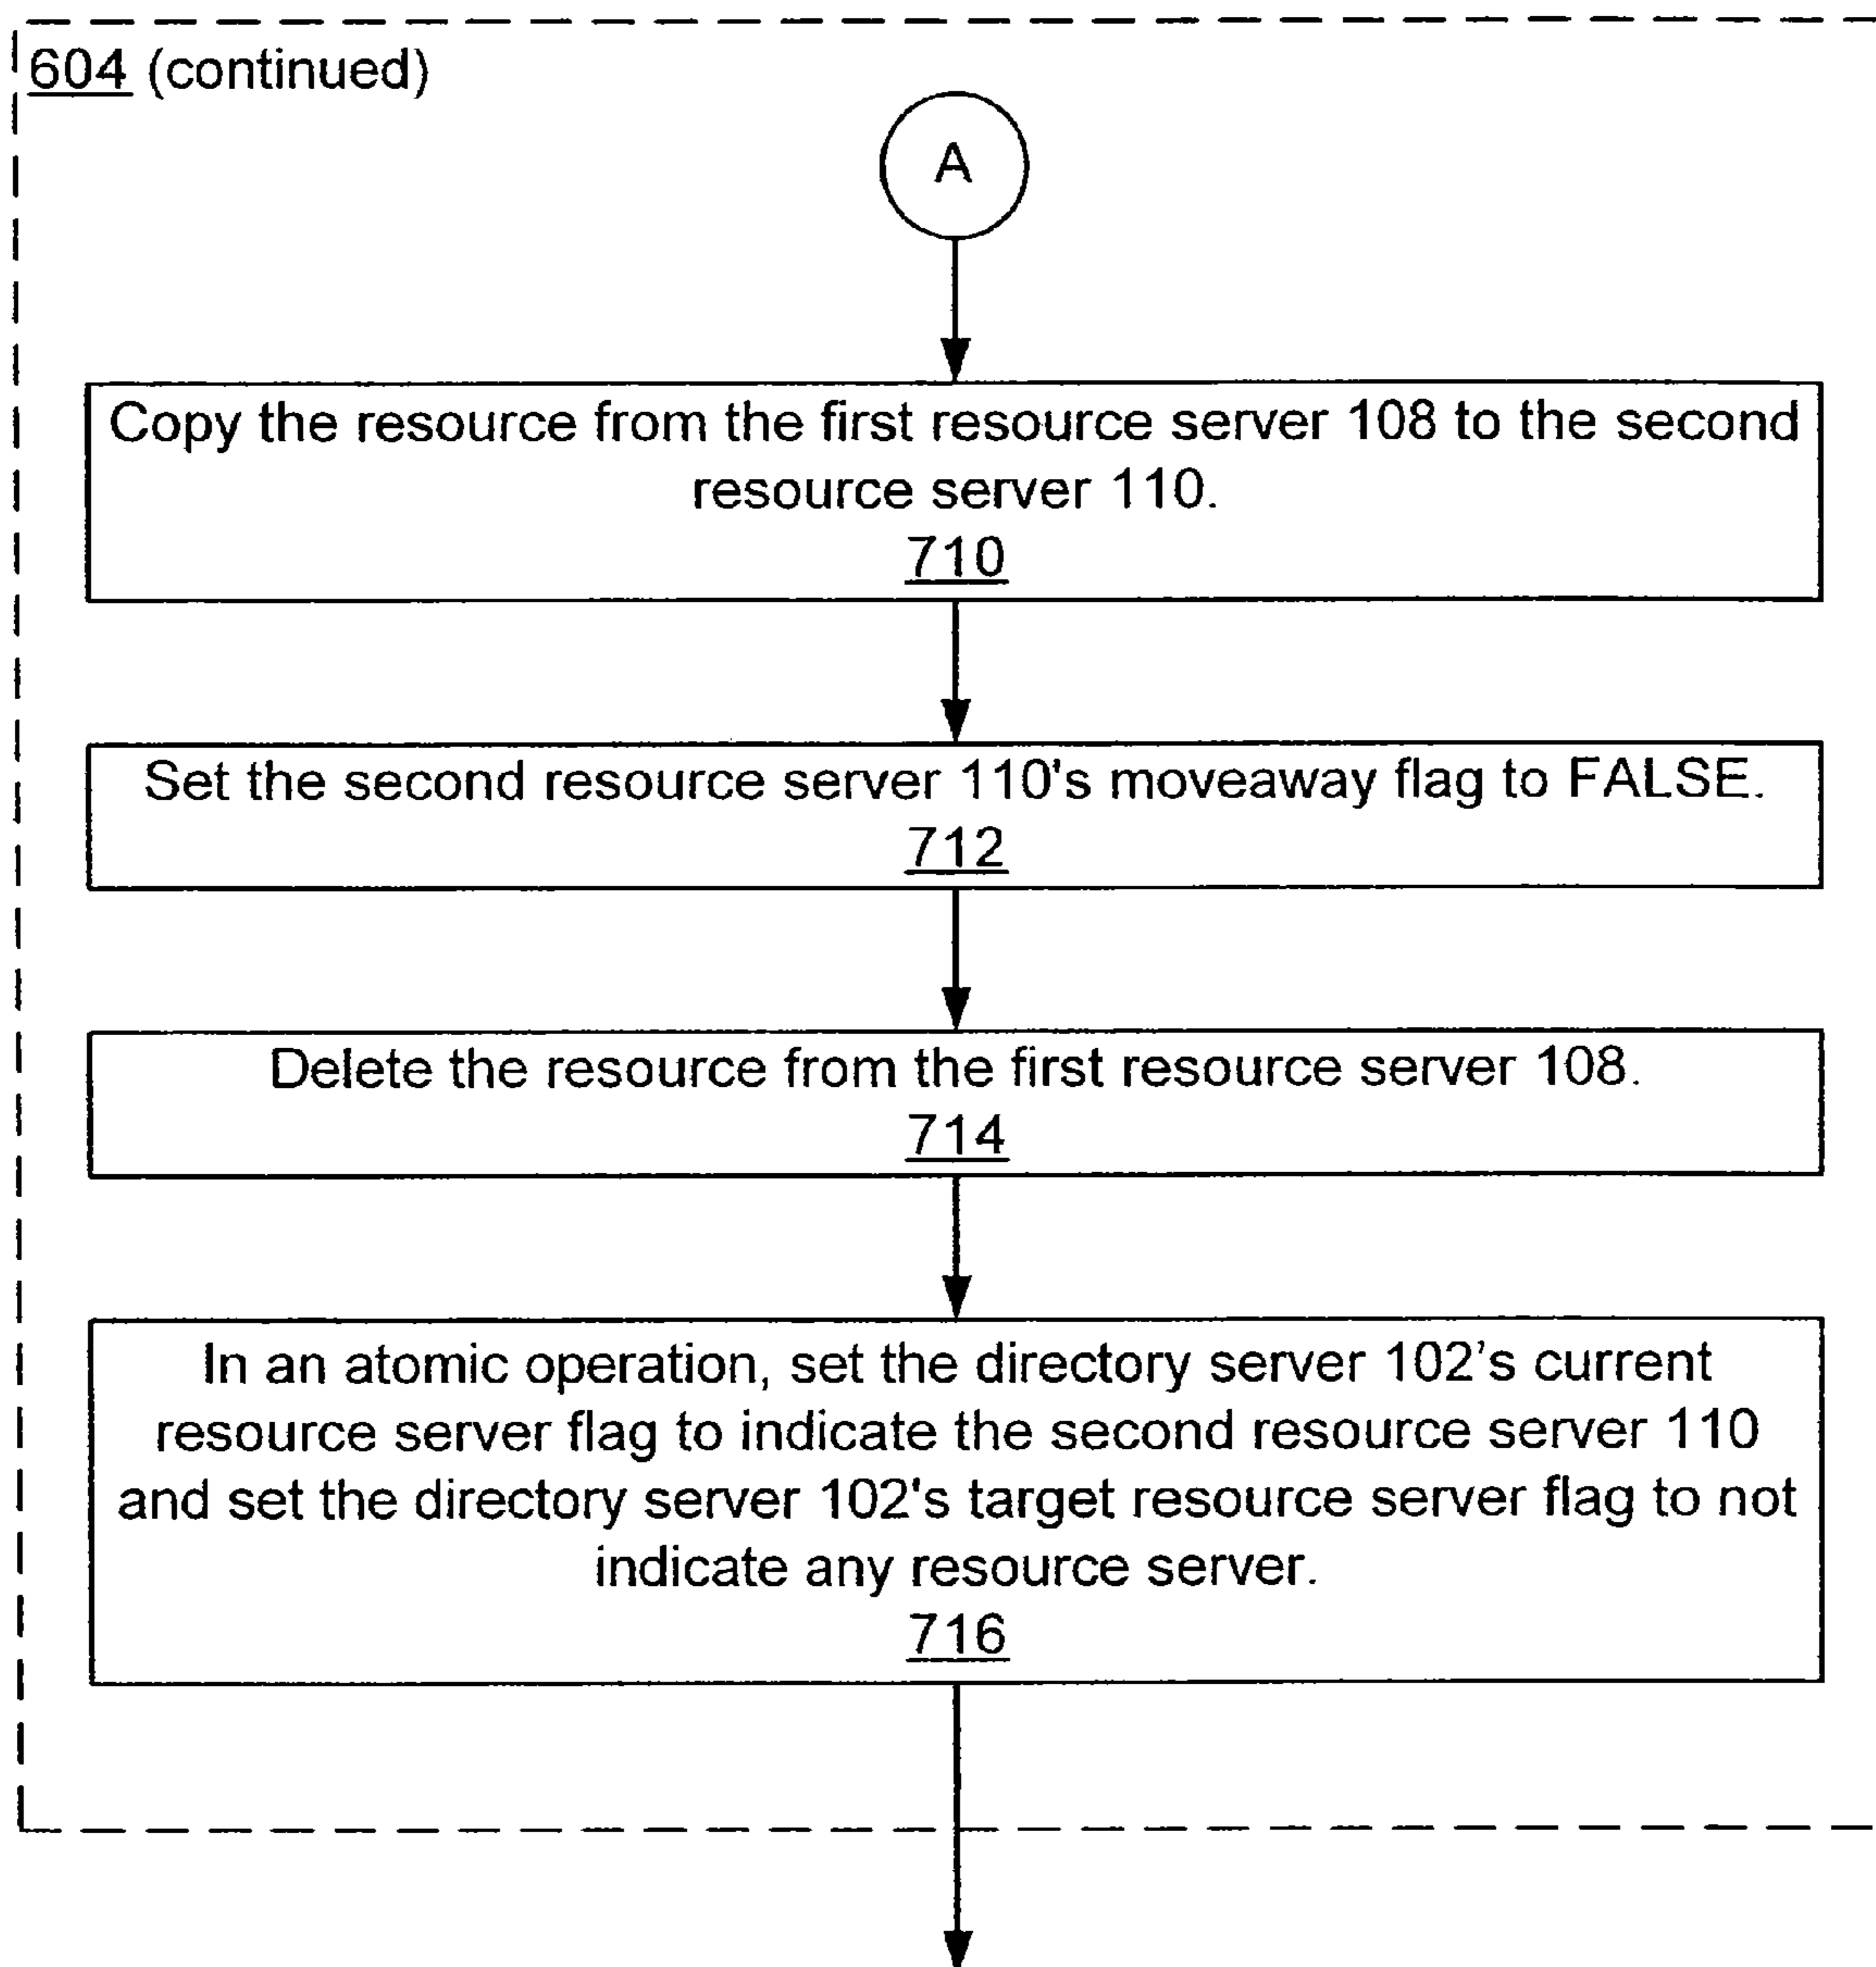 604 (continued)
A
Copy the resource from the first resource server 108 to the second
resource server 110.
710
Set the second resource server 110's moveaway flag to FALSE.
712
Delete the resource from the first resource server 108.
714
In an atomic operation, set the directory server 102’s current
resource server flag to indicate the second resource server 110
and set the directory server 102's target resource server flag to not
indicate any resource server.
716